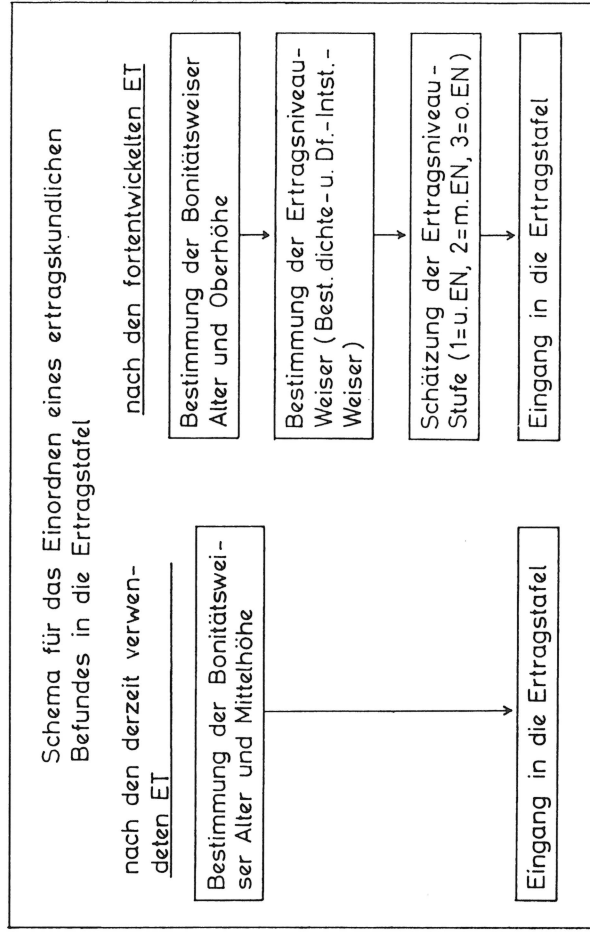 Schema für das Einordnen eines ertragskundlichen
Befundes in die Ertragstafel
nach den derzeit verwen-
deten ET
Bestimmung der Bonitätswei-
ser Alter und Mittelhöhe
Eingang in die Ertragstafel
nach den fortentwickelten ET
Bestimmung der Bonitätsweiser
Alter und Oberhöhe
Bestimmung der Ertragsniveau-
Weiser (Best.dichte-u. Df.-Intst.-
Weiser)
Schätzung der Ertragsniveau-
Stufe (1=u.EN, 2=m.EN, 3=o.EN)
Eingang in die Ertragstafel